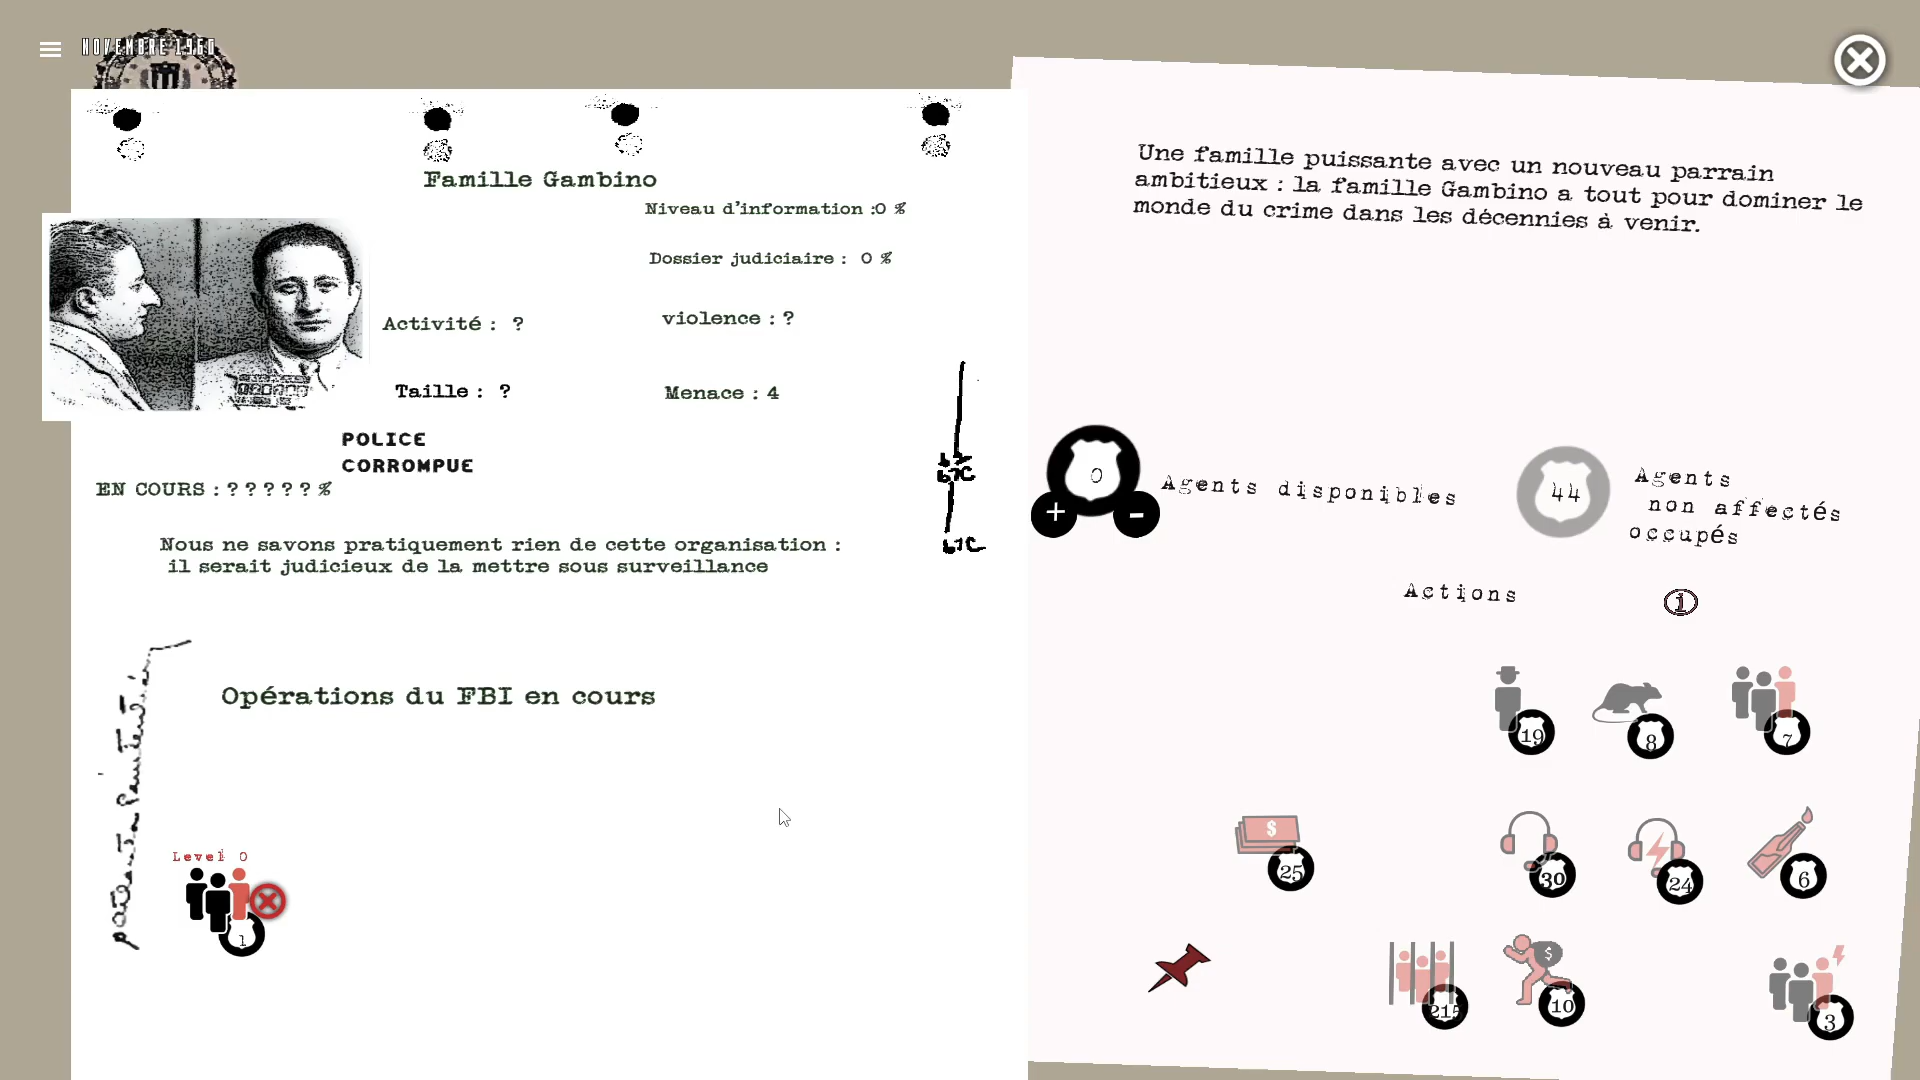 NOVEMBRE 1960
Famille Gambino
Niveau d'information :0 %
Dossier judiciaire : 0 %
Activité : ?
violence : ?
Taille : ?
Menace : 4
POLICE
CORROMPUE
EN COURS : ? ? ? ? ? %
Nous ne savons pratiquement rien de cette organisation :
il serait judicieux de la mettre sous surveillance
67C
67C
Opérations du FBI en cours
Level 0
1
Une famille puissante avec un nouveau parrain
ambitieux : la famille Gambino a tout pour dominer le
monde du crime dans les décennies à venir.
0
+
-
Agents disponibles
44
Agents
non affectés
occupés
Actions
i
19
8
7
$
25
30
24
6
215
$
10
3